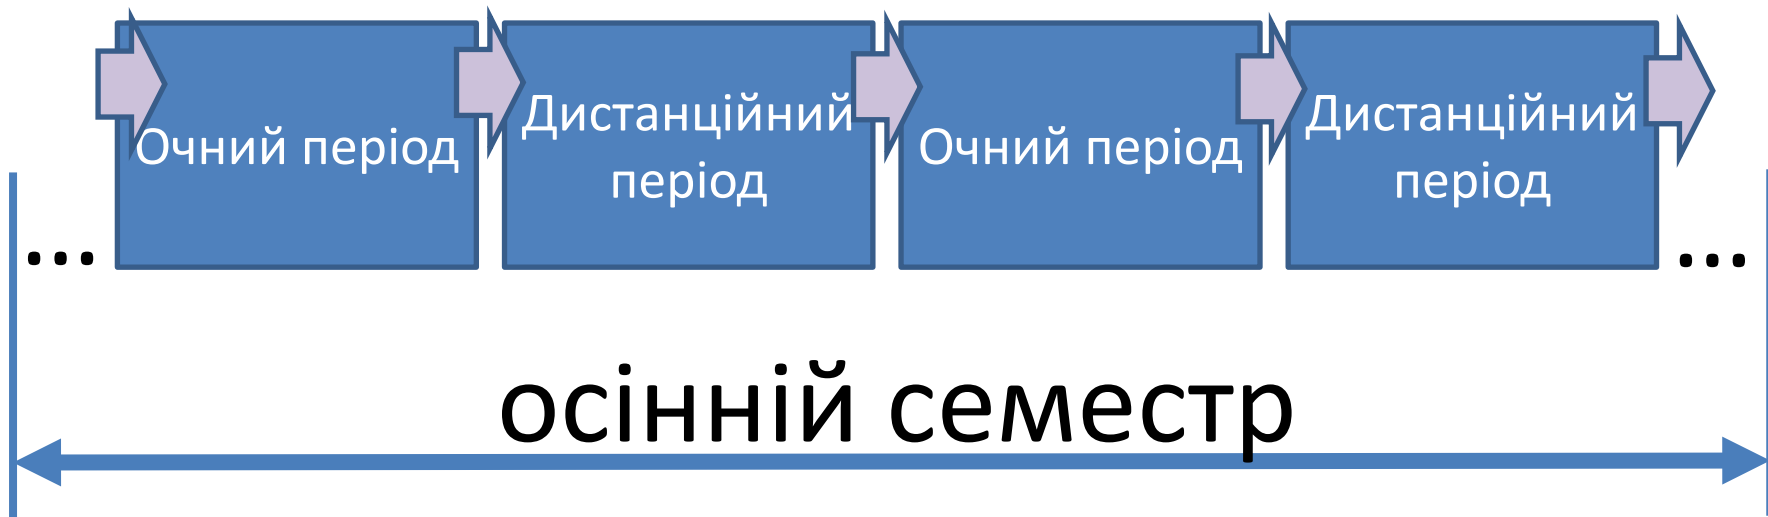 Очний період
Дистанційний
період
Очний період
Дистанційний
період
...
...
осінній семестр